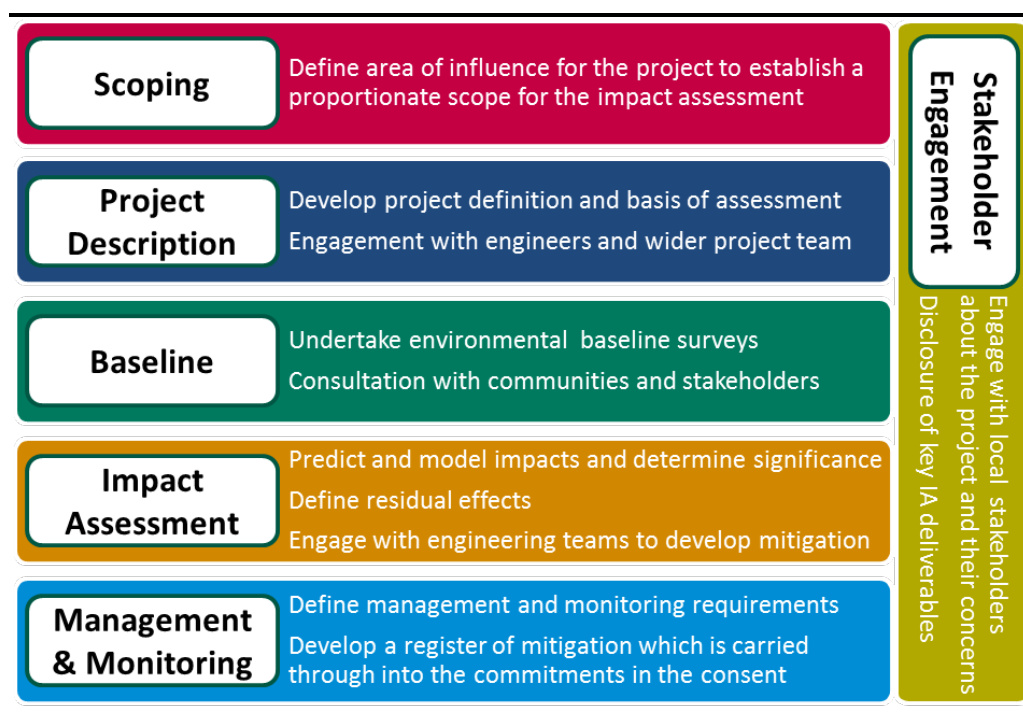 Scoping
Define area of influence for the project to establish a
proportionate scope for the impact assessment
Project
Description
Develop project definition and basis of assessment
Engagement with engineers and wider project team
Baseline
Undertake environmental baseline surveys
Consultation with communities and stakeholders
Impact
Assessment
Predict and model impacts and determine significance
Define residual effects
Engage with engineering teams to develop mitigation
Management
& Monitoring
Define management and monitoring requirements
Develop a register of mitigation which is carried
through into the commitments in the consent
Stakeholder
Engagement
Engage with local stakeholders
about the project and their concerns
Disclosure of key IA deliverables